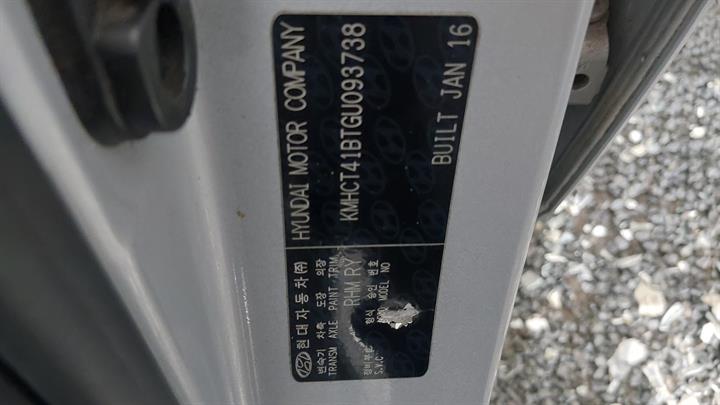 현대자동차(주) HYUNDAI MOTOR COMPANY
변속기 차축 도장 외장
TRANSM AXLE PAINT TRIM
RHM RY KMHCT41BTGU093738
형식 승인 번호
MODEL NO
S.V.C
BUILT JAN 16